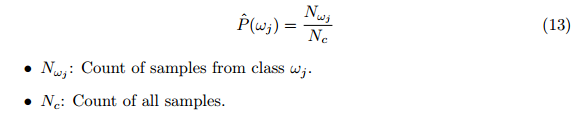 P̂(ω_j) = N_{ω_j} / N_c (13)
• N_{ω_j}: Count of samples from class ω_j.
• N_c: Count of all samples.